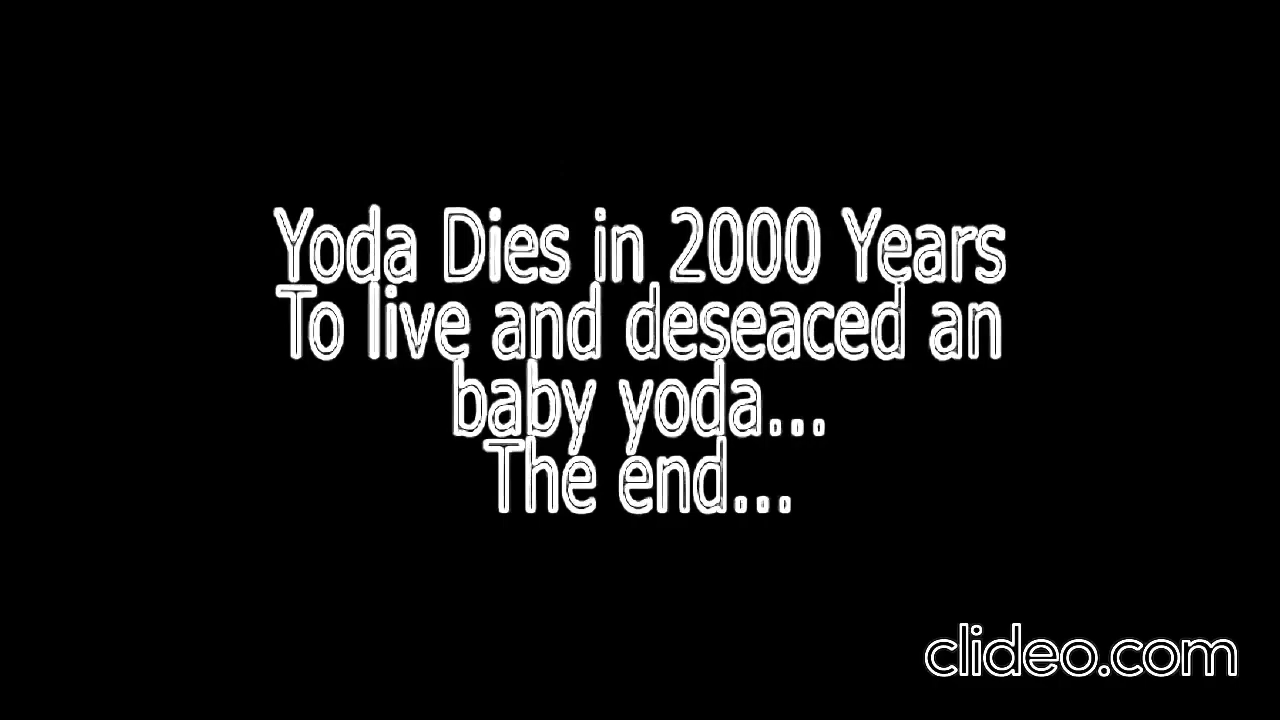 Yoda Dies in 2000 Years
To live and deseaced an
baby yoda...
The end...
clideo.com